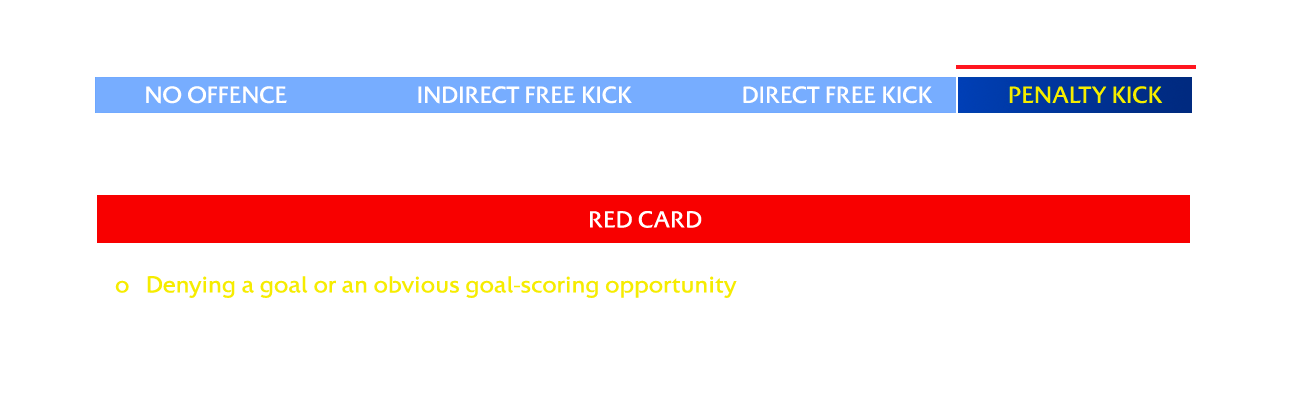 NO OFFENCE INDIRECT FREE KICK DIRECT FREE KICK PENALTY KICK
RED CARD
o Denying a goal or an obvious goal-scoring opportunity